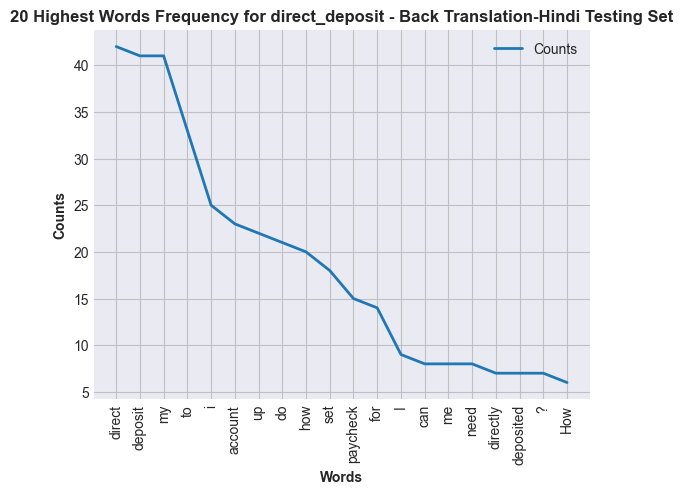 20 Highest Words Frequency for direct_deposit - Back Translation-Hindi Testing Set
Counts
40
35
30
25
20
15
10
5
Counts
direct
deposit
my
to
i
account
up
do
how
set
paycheck
for
I
can
me
need
directly
deposited
?
How
Words